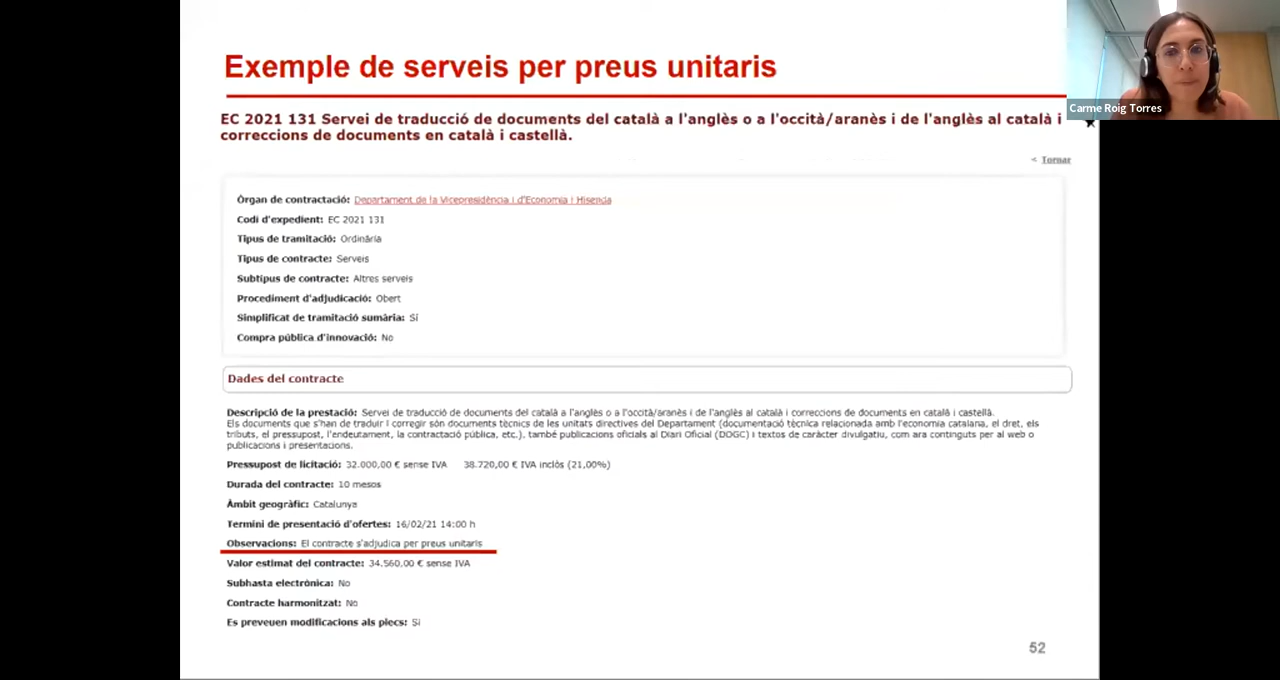 Exemple de serveis per preus unitaris
Carme Roig Torres
EC 2021 131 Servei de traducció de documents del català a l'anglès o a l'occità/aranès i de l'anglès al català i
correccions de documents en català i castellà.
< Tornar
Òrgan de contractació: Departament de la Vicepresidència i d'Economia i Hisenda
Codi d'expedient: EC 2021 131
Tipus de tramitació: Ordinària
Tipus de contracte: Serveis
Subtipus de contracte: Altres serveis
Procediment d'adjudicació: Obert
Simplificat de tramitació sumària: Sí
Compra pública d'innovació: No
Dades del contracte
Descripció de la prestació: Servei de traducció de documents del català a l'anglès o a l'occità/aranès i de l'anglès al català i correccions de documents en català i castellà.
Els documents que s'han de traduir i corregir són documents tècnics de les unitats directives del Departament (documentació tècnica relacionada amb l'economia catalana, el dret, els
tributs, el pressupost, l'endeutament, la contractació pública, etc.), també publicacions oficials al Diari Oficial (DOGC) i textos de caràcter divulgatiu, com ara continguts per al web o
publicacions i presentacions.
Pressupost de licitació: 32.000,00 € sense IVA 38.720,00 € IVA inclòs (21,00%)
Durada del contracte: 10 mesos
Àmbit geogràfic: Catalunya
Termini de presentació d'ofertes: 16/02/21 14:00 h
Observacions: El contracte s'adjudica per preus unitaris
Valor estimat del contracte: 34.560,00 € sense IVA
Subhasta electrònica: No
Contracte harmonitzat: No
Es preveuen modificacions als plecs: Sí
52